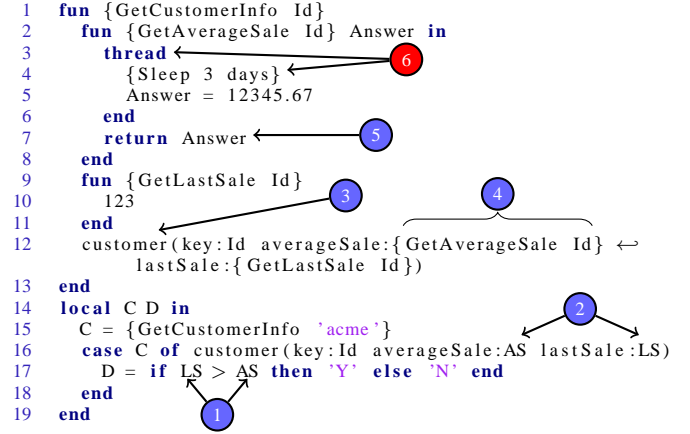 1 fun {GetCustomerInfo Id}
2 fun {GetAverageSale Id} Answer in
3 thread
6
4 {Sleep 3 days}
5 Answer = 12345.67
6 end
7 return Answer
5
8 end
9 fun {GetLastSale Id}
10 123
3
4
11 end
12 customer(key:Id averageSale:{GetAverageSale Id} ↩
lastSale:{GetLastSale Id})
13 end
14 local C D in
2
15 C = {GetCustomerInfo 'acme'}
16 case C of customer(key:Id averageSale:AS lastSale:LS)
17 D = if LS > AS then 'Y' else 'N' end
18 end
1
19 end